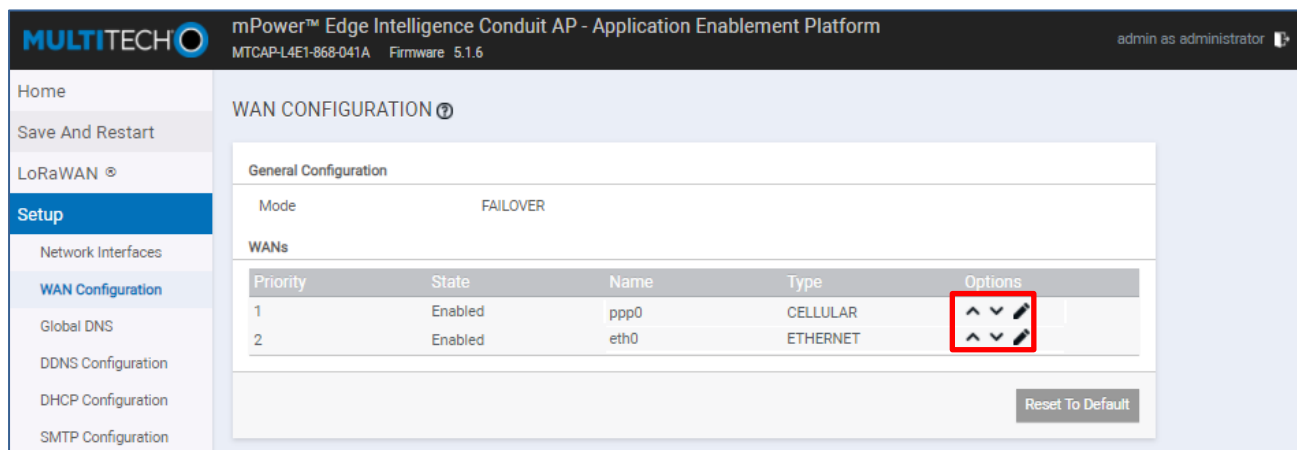 MULTITECH
mPower™ Edge Intelligence Conduit AP - Application Enablement Platform
MTCAP-L4E1-868-041A Firmware 5.1.6
admin as administrator
Home
Save And Restart
LoRaWAN ®
Setup
Network Interfaces
WAN Configuration
Global DNS
DDNS Configuration
DHCP Configuration
SMTP Configuration
WAN CONFIGURATION ?
General Configuration
Mode FAILOVER
WANs
Priority State Name Type Options
1 Enabled ppp0 CELLULAR
2 Enabled eth0 ETHERNET
Reset To Default